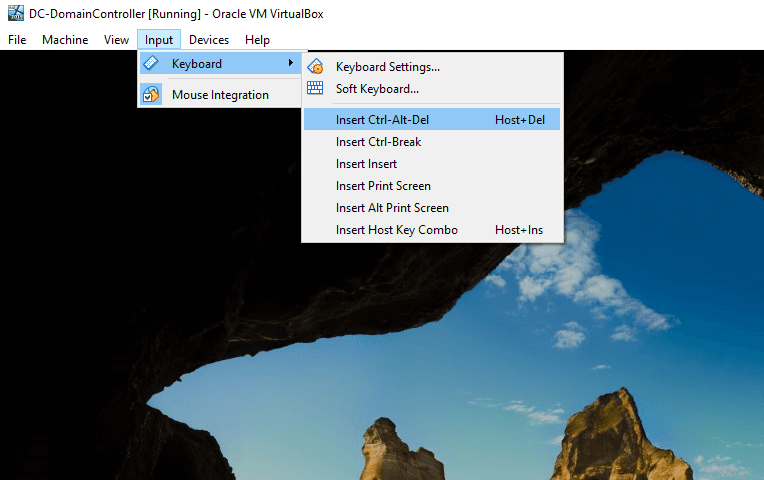 DC-DomainController [Running] - Oracle VM VirtualBox
File Machine View Input Devices Help
Keyboard
Mouse Integration
Keyboard Settings...
Soft Keyboard...
Insert Ctrl-Alt-Del Host+Del
Insert Ctrl-Break
Insert Insert
Insert Print Screen
Insert Alt Print Screen
Insert Host Key Combo Host+Ins